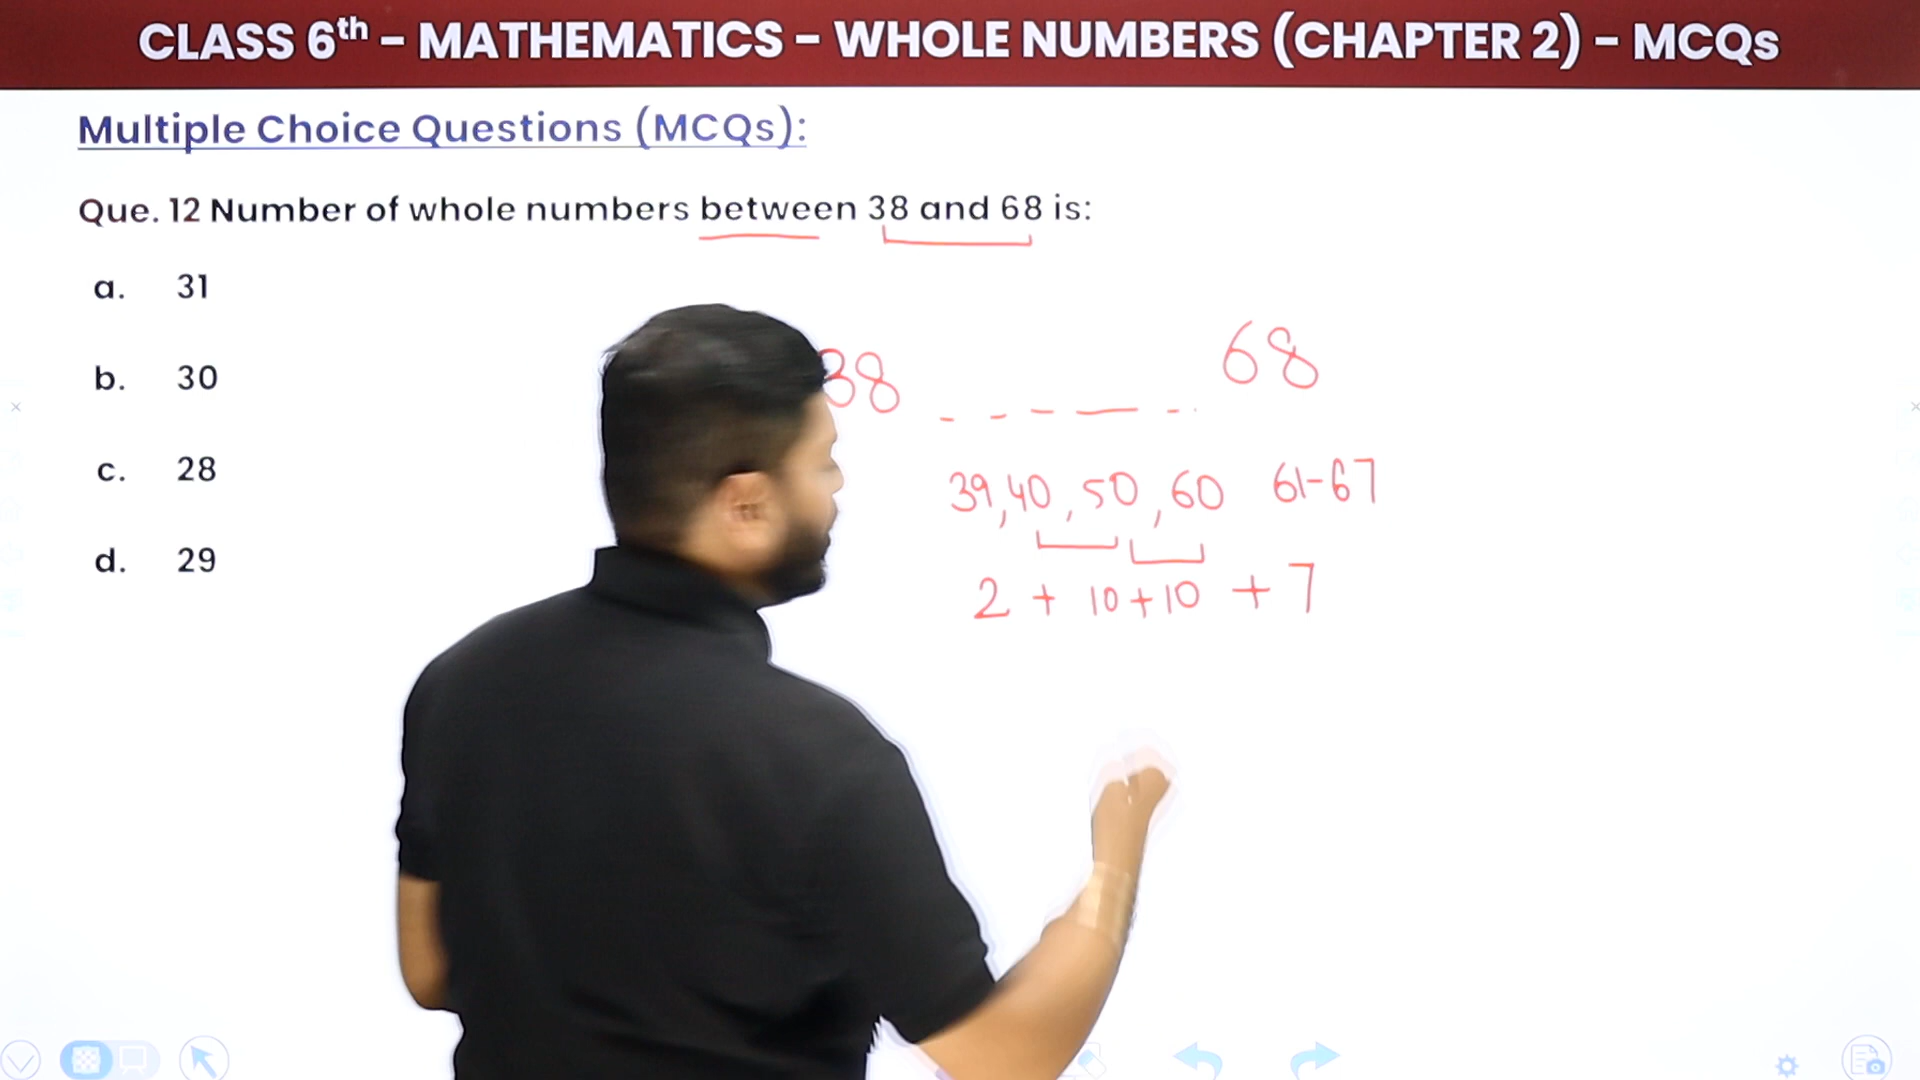 CLASS 6th - MATHEMATICS - WHOLE NUMBERS (CHAPTER 2) - MCQs
Multiple Choice Questions (MCQs):
Que. 12 Number of whole numbers between 38 and 68 is:
a. 31
b. 30
c. 28
d. 29
38 _ _ _ _ _ 68
39, 40, 50, 60 61-67
2 + 10 + 10 + 7